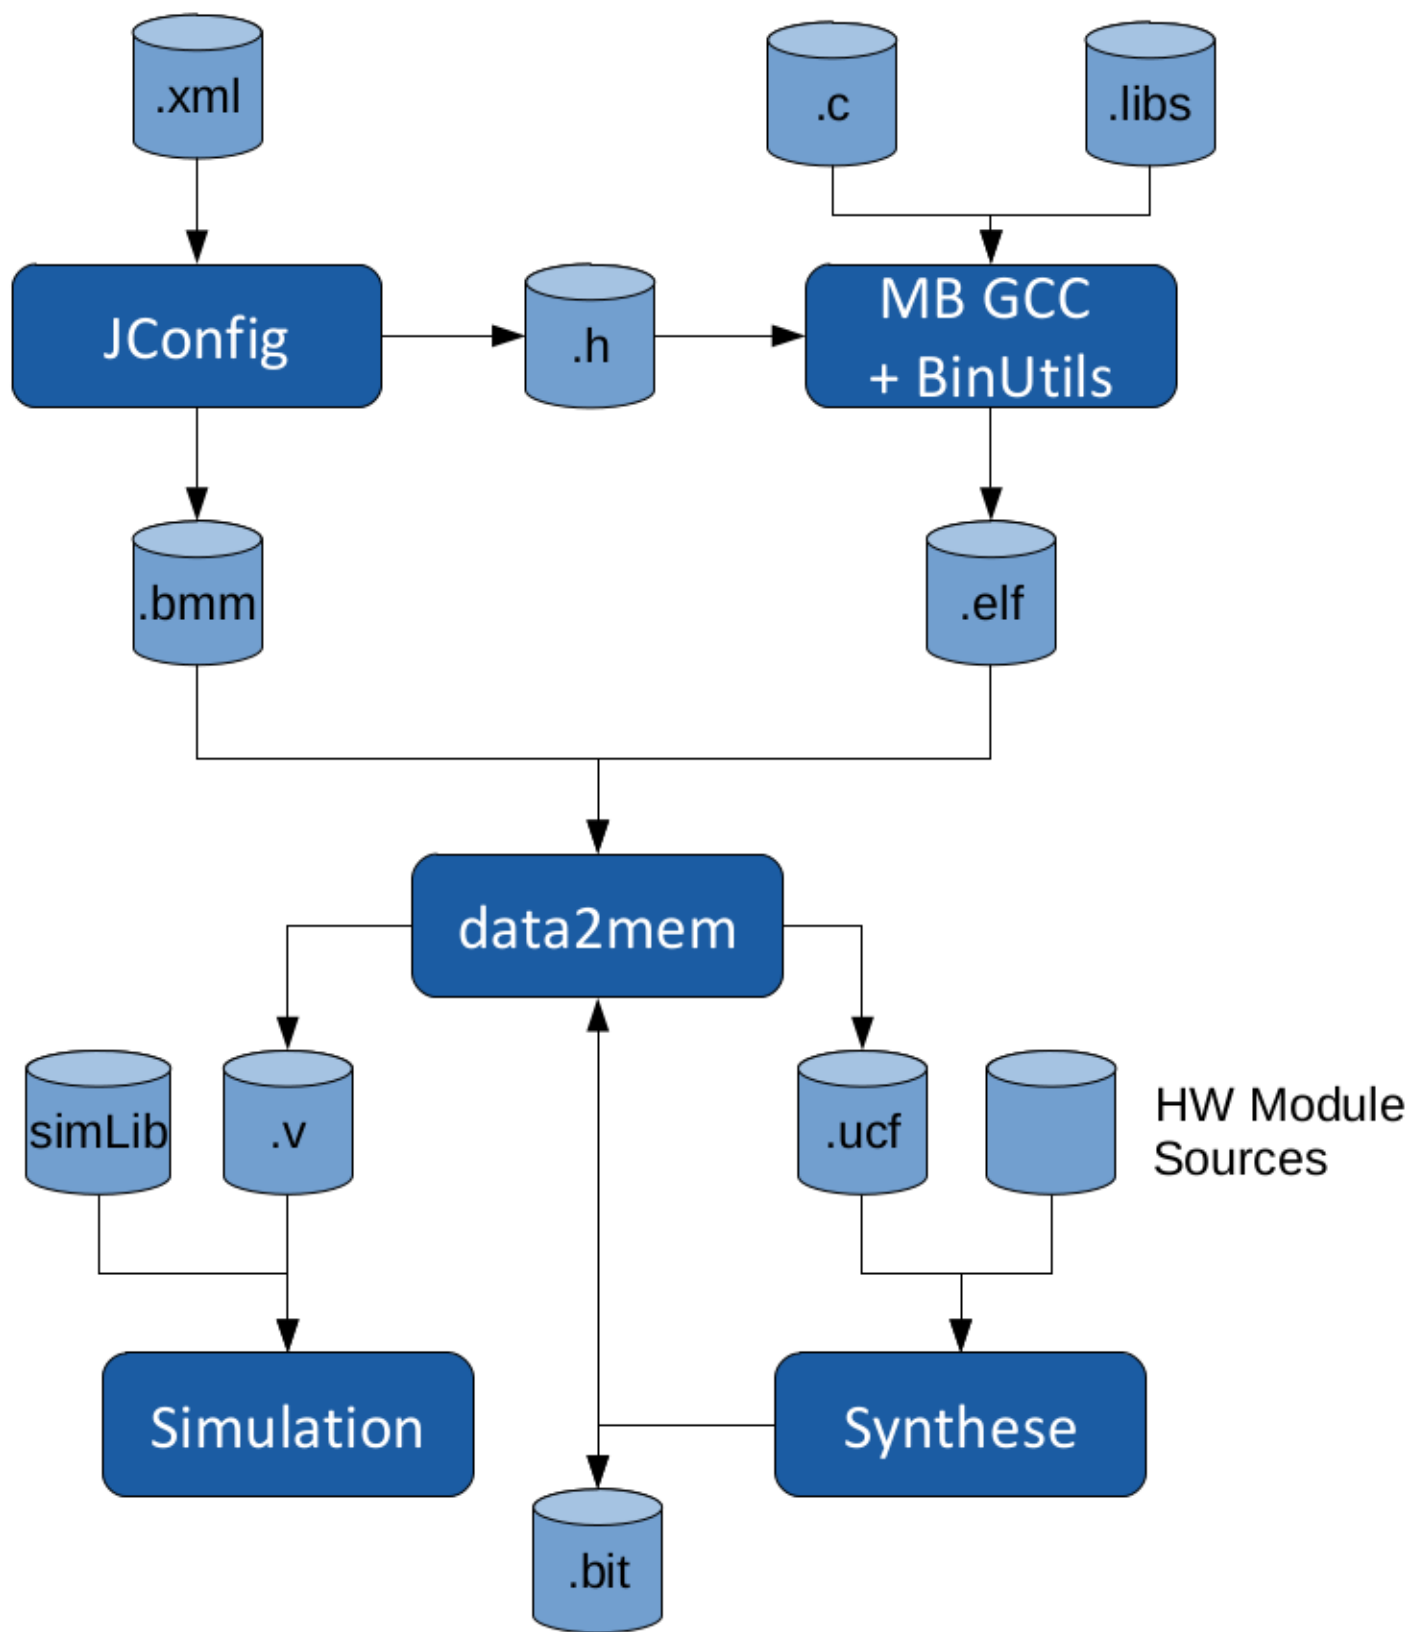 .xml
.c
.libs
JConfig
.h
MB GCC
+ BinUtils
.bmm
.elf
data2mem
simLib
.v
.ucf
HW Module
Sources
Simulation
Synthese
.bit